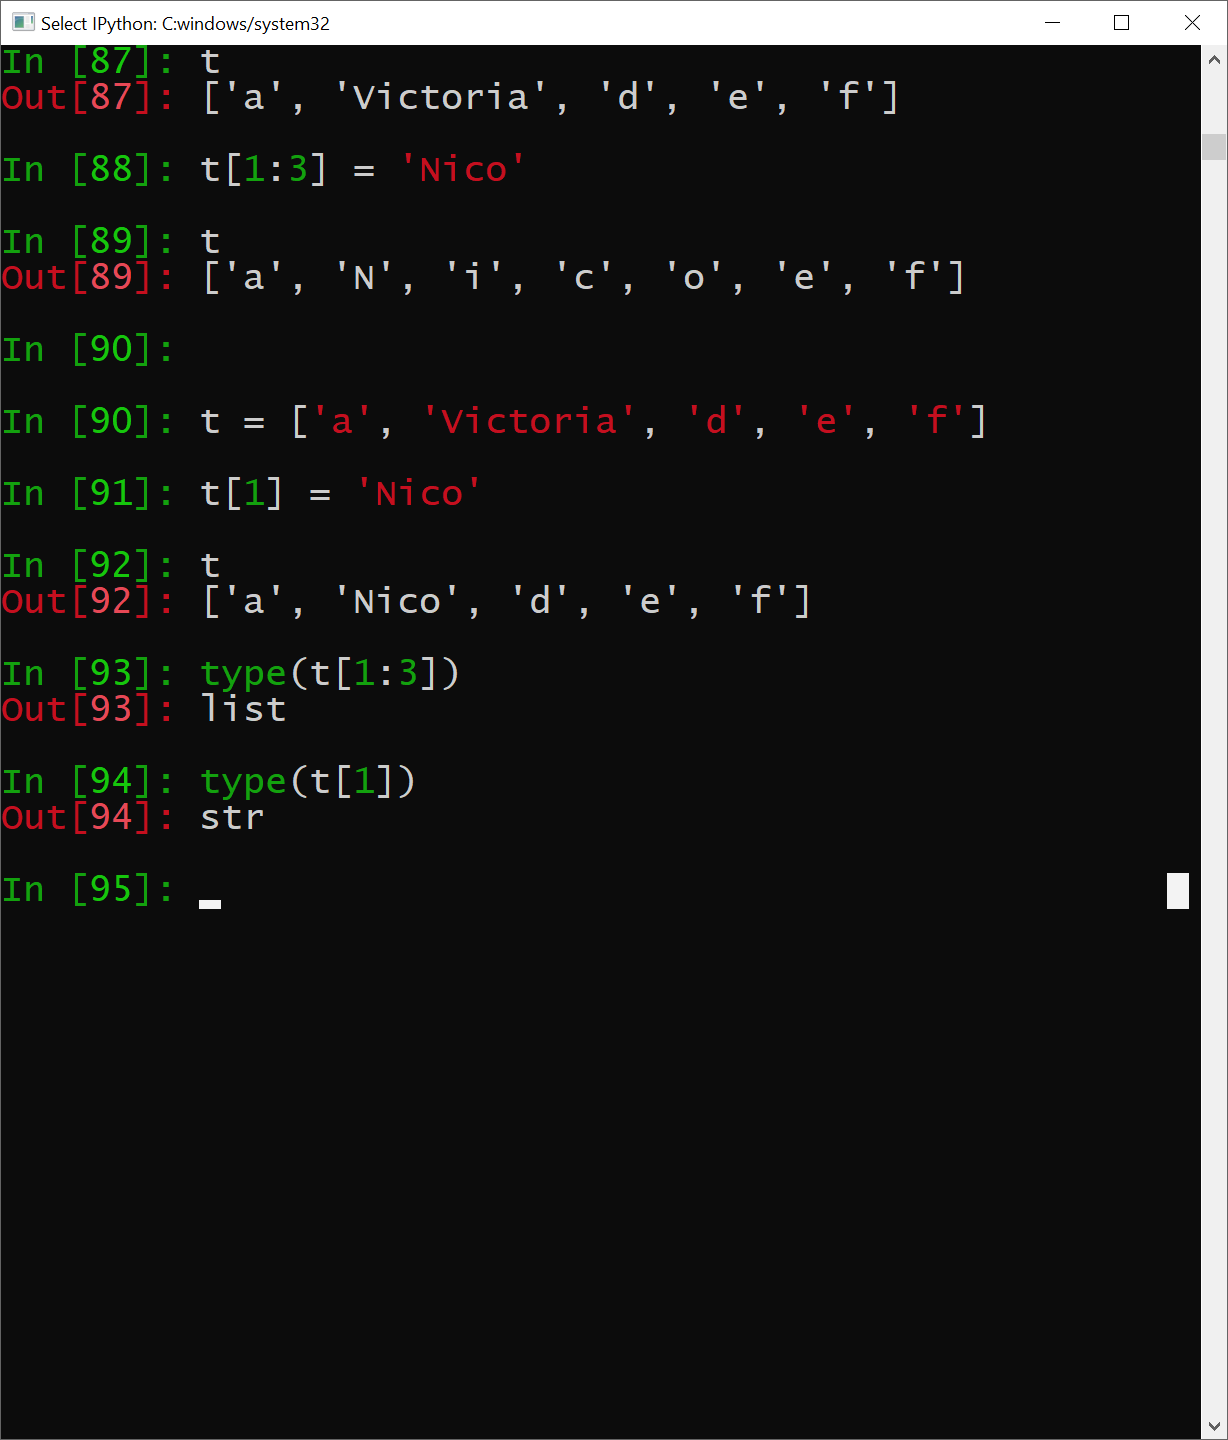 Select IPython: C:windows/system32
In [87]: t
Out[87]: ['a', 'Victoria', 'd', 'e', 'f']
In [88]: t[1:3] = 'Nico'
In [89]: t
Out[89]: ['a', 'N', 'i', 'c', 'o', 'e', 'f']
In [90]:
In [90]: t = ['a', 'Victoria', 'd', 'e', 'f']
In [91]: t[1] = 'Nico'
In [92]: t
Out[92]: ['a', 'Nico', 'd', 'e', 'f']
In [93]: type(t[1:3])
Out[93]: list
In [94]: type(t[1])
Out[94]: str
In [95]: